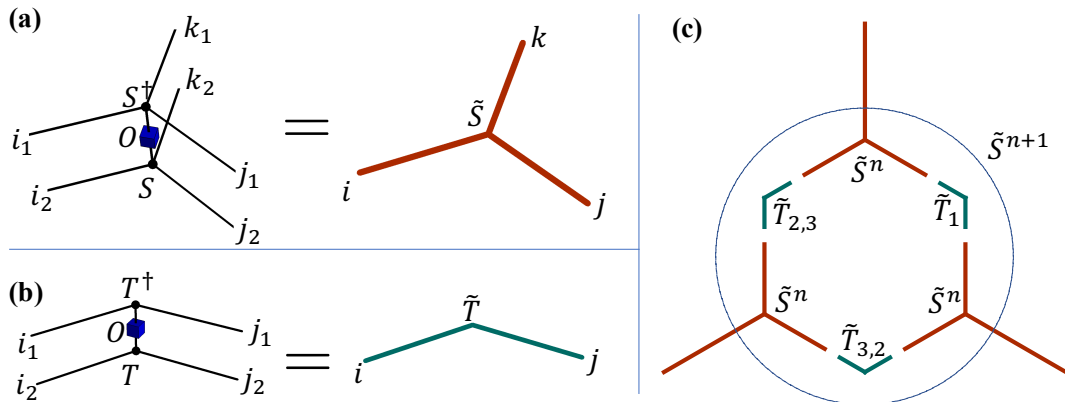 (a)
k₁
k₂
S†
O
i₁
S
i₂
j₁
j₂
=
k
S̃
i
j
(b)
T†
i₁
O
j₁
i₂
T
j₂
=
T̃
i
j
(c)
S̃ⁿ⁺¹
S̃ⁿ
T̃₂,₃
T̃₁
S̃ⁿ
S̃ⁿ
T̃₃,₂